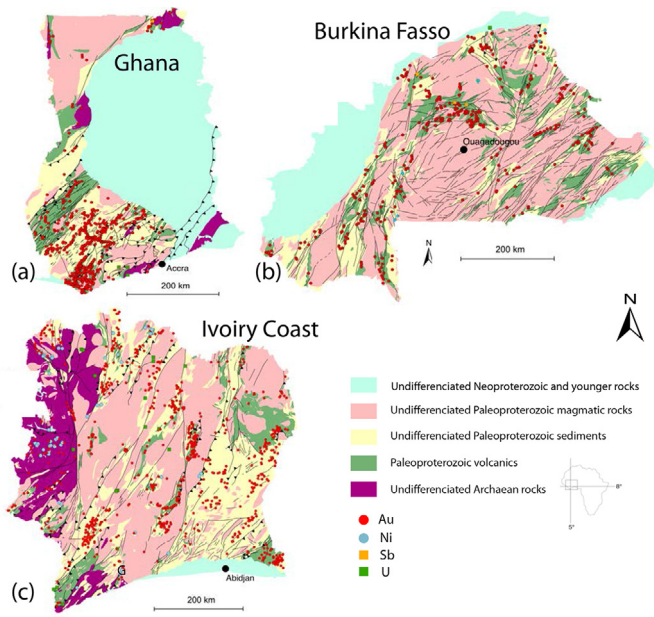 Ghana
Accra
(a)
200 km
Burkina Fasso
Ouagadougou
(b)
N
200 km
N
Ivoiry Coast
G
Abidjan
(c)
200 km
Undifferenciated Neoproterozoic and younger rocks
Undifferenciated Paleoproterozoic magmatic rocks
Undifferenciated Paleoproterozoic sediments
Paleoproterozoic volcanics
Undifferenciated Archaean rocks
Au
Ni
Sb
U
8°
5°